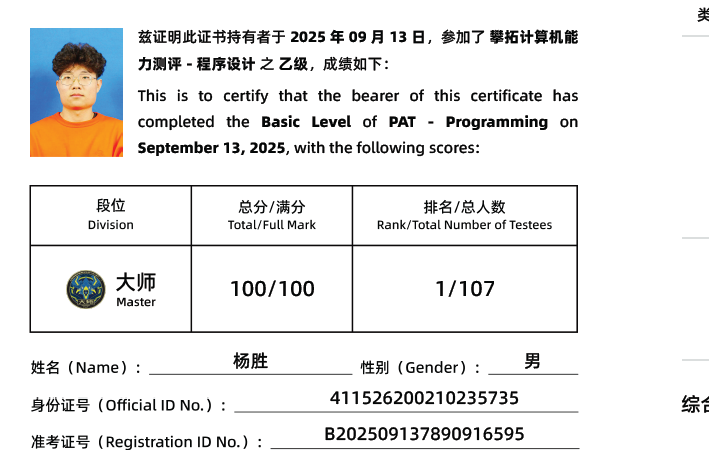 兹证明此证书持有者于 2025 年 09 月 13 日，参加了 攀拓计算机能
力测评 - 程序设计 之 乙级，成绩如下：
This is to certify that the bearer of this certificate has
completed the Basic Level of PAT - Programming on
September 13, 2025, with the following scores:
段位 总分/满分 排名/总人数
Division Total/Full Mark Rank/Total Number of Testees
大师 100/100 1/107
Master
姓名（Name）： 杨胜 性别（Gender）： 男
身份证号（Official ID No.）： 411526200210235735
准考证号（Registration ID No.）： B202509137890916595
类
综合